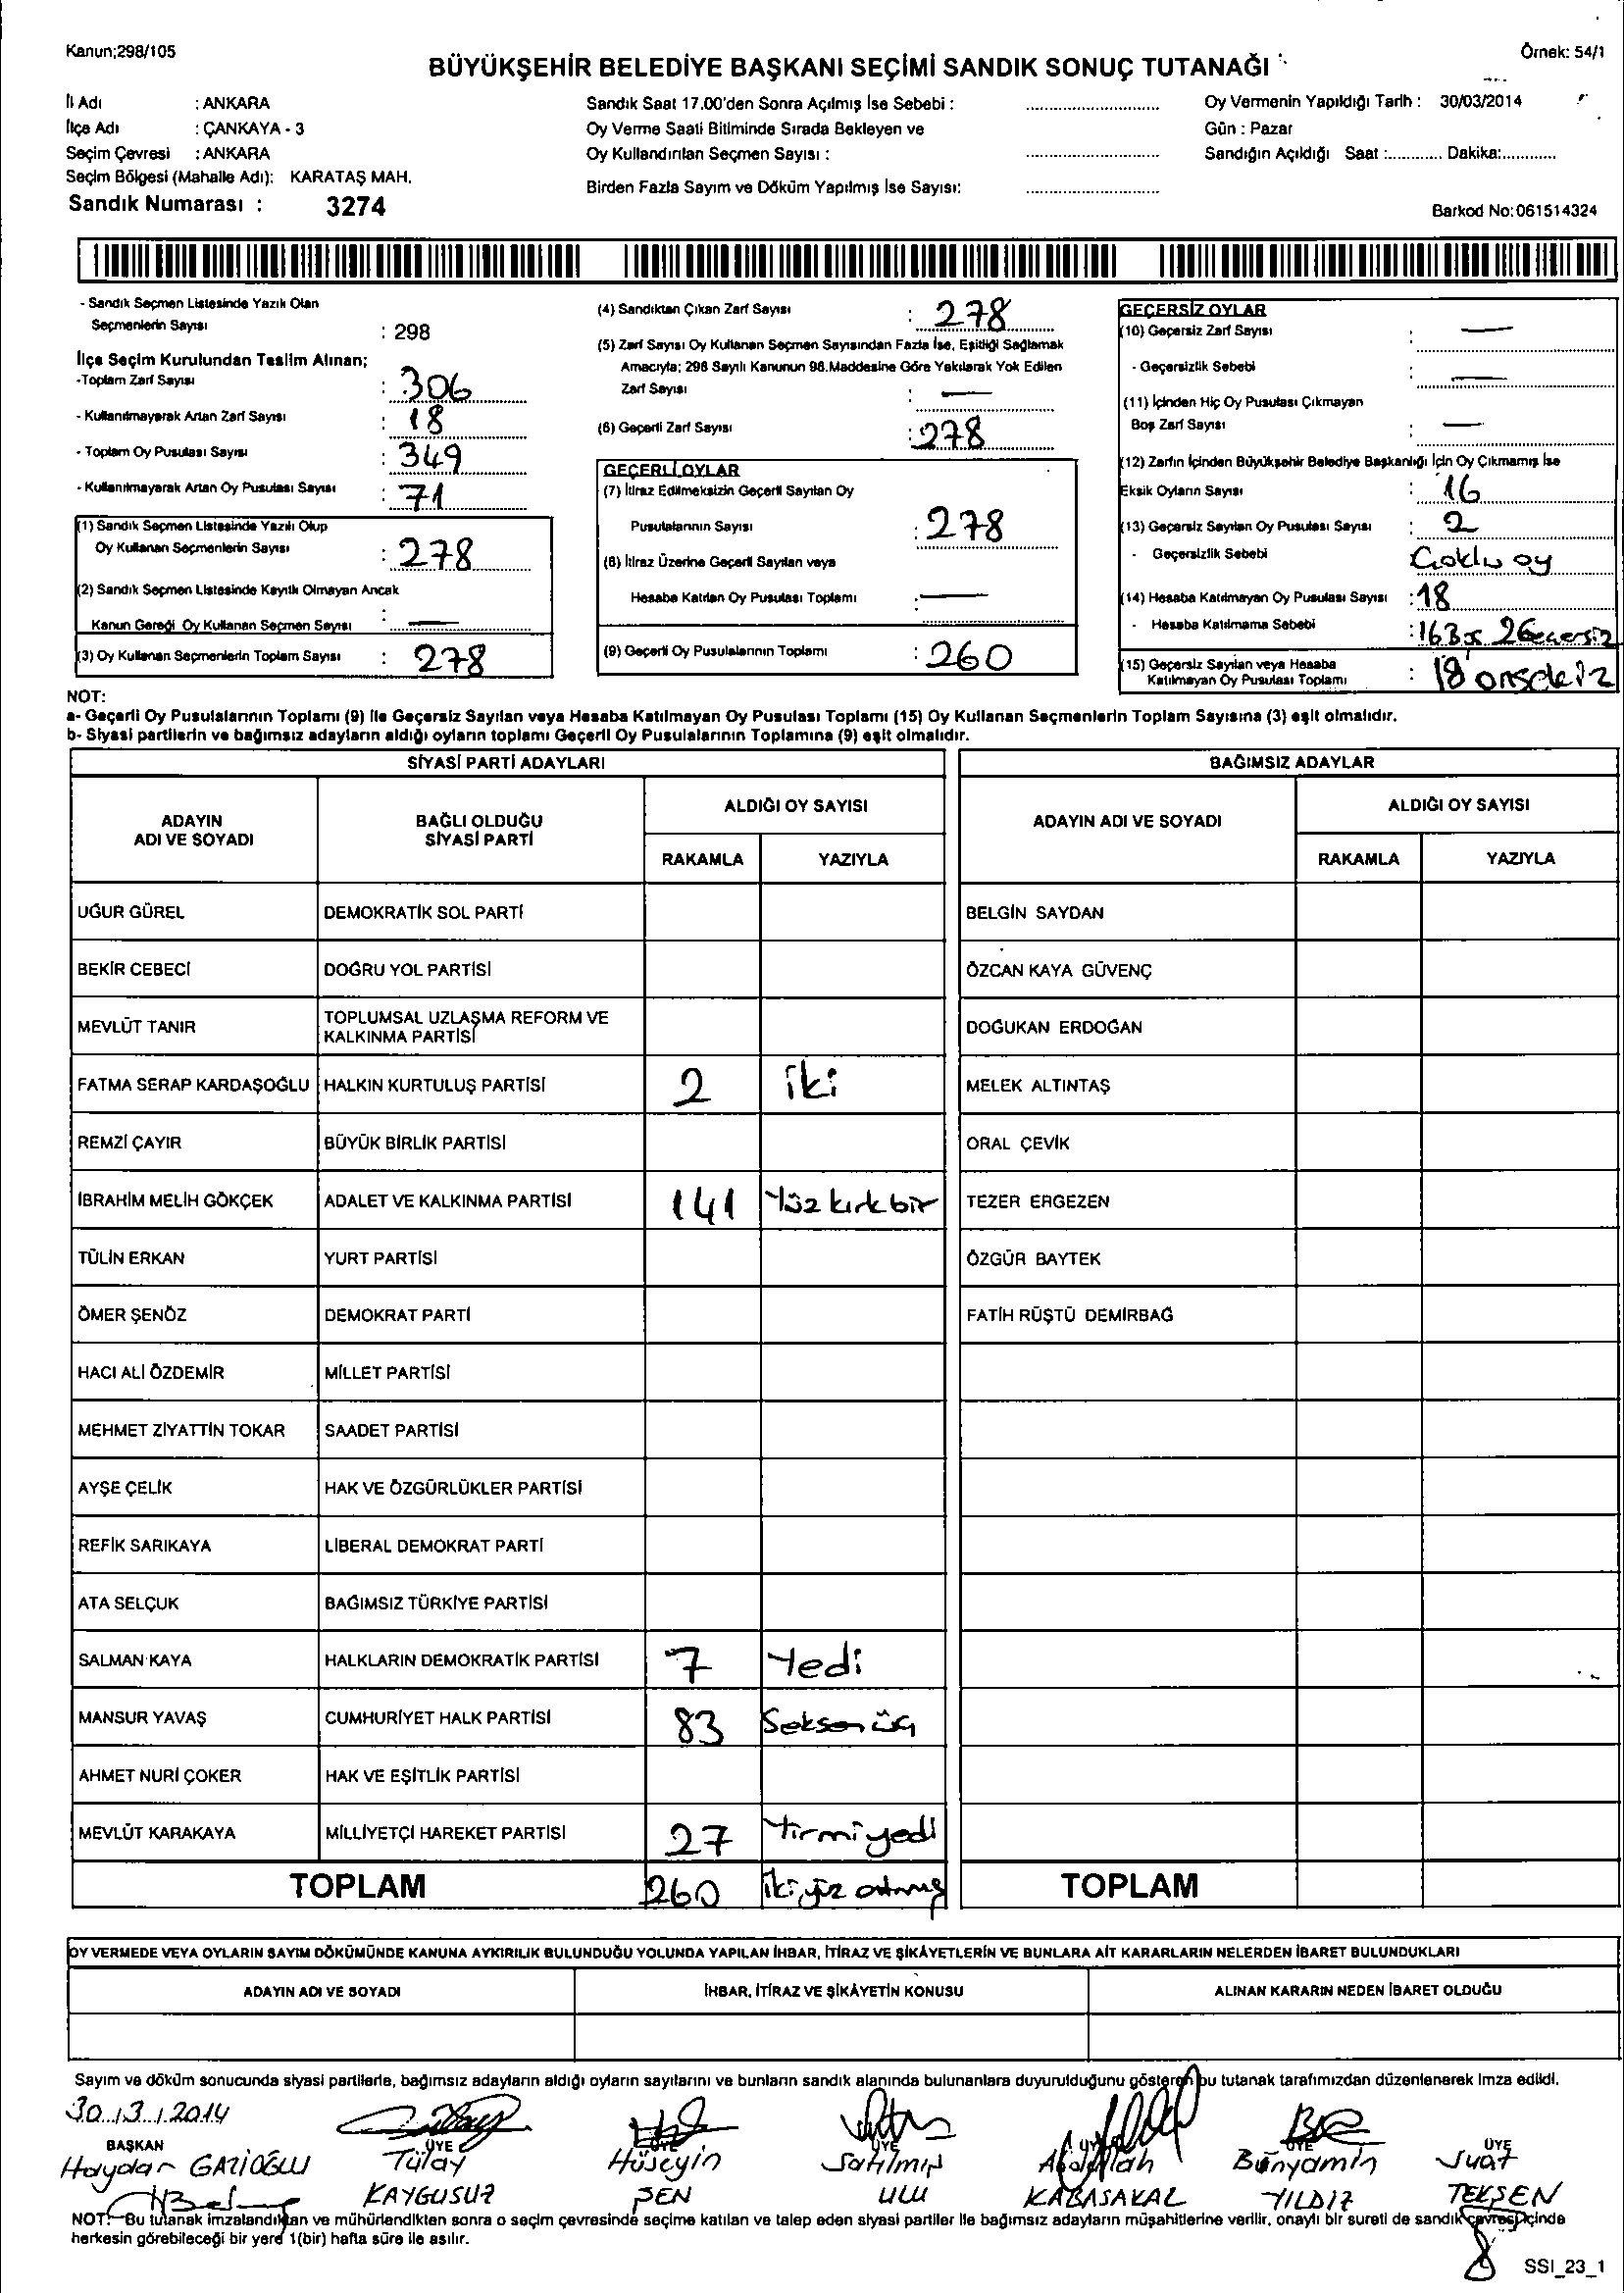 Kanun;298/105
Örnek: 54/1
BÜYÜKŞEHİR BELEDİYE BAŞKANI SEÇİMİ SANDIK SONUÇ TUTANAĞI
İl Adı : ANKARA
İlçe Adı : ÇANKAYA - 3
Seçim Çevresi : ANKARA
Seçim Bölgesi (Mahalle Adı): KARATAŞ MAH.
Sandık Numarası : 3274
Sandık Saat 17.00'den Sonra Açılmış İse Sebebi :
Oy Verme Saati Bitiminde Sırada Bekleyen ve
Oy Kullandırılan Seçmen Sayısı :
Birden Fazla Sayım ve Döküm Yapılmış İse Sayısı:
Oy Vermenin Yapıldığı Tarih : 30/03/2014
Gün : Pazar
Sandığın Açıldığı Saat :............ Dakika:............
Barkod No:061514324
- Sandık Seçmen Listesinde Yazılı Olan
Seçmenlerin Sayısı : 298
İlçe Seçim Kurulundan Teslim Alınan;
-Toplam Zarf Sayısı : 306
- Kullanılmayarak Artan Zarf Sayısı : 18
- Toplam Oy Pusulası Sayısı : 349
- Kullanılmayarak Artan Oy Pusulası Sayısı : 71
(1) Sandık Seçmen Listesinde Yazılı Olup
Oy Kullanan Seçmenlerin Sayısı : 278
(2) Sandık Seçmen Listesinde Kayıtlı Olmayan Ancak
Kanun Gereği Oy Kullanan Seçmen Sayısı : —
(3) Oy Kullanan Seçmenlerin Toplam Sayısı : 278
(4) Sandıktan Çıkan Zarf Sayısı : 278
(5) Zarf Sayısı Oy Kullanan Seçmen Sayısından Fazla İse, Eşitliği Sağlamak
Amacıyla; 298 Sayılı Kanunun 98.Maddesine Göre Yakılarak Yok Edilen
Zarf Sayısı : —
(6) Geçerli Zarf Sayısı : 278
GEÇERLİ OYLAR
(7) İtiraz Edilmeksizin Geçerli Sayılan Oy
Pusulalarının Sayısı : 278
(8) İtiraz Üzerine Geçerli Sayılan veya
Hesaba Katılan Oy Pusulası Toplamı : —
(9) Geçerli Oy Pusulalarının Toplamı : 260
GEÇERSİZ OYLAR
(10) Geçersiz Zarf Sayısı : —
- Geçersizlik Sebebi : —
(11) İçinden Hiç Oy Pusulası Çıkmayan
Boş Zarf Sayısı : —
(12) Zarfın İçinden Büyükşehir Belediye Başkanlığı İçin Oy Çıkmamış İse
Eksik Oyların Sayısı : 16
(13) Geçersiz Sayılan Oy Pusulası Sayısı : 2
- Geçersizlik Sebebi Çoklu oy
(14) Hesaba Katılmayan Oy Pusulası Sayısı : 18
- Hesaba Katılmama Sebebi : 16 Boş 2 Geçersiz
(15) Geçersiz Sayılan veya Hesaba
Katılmayan Oy Pusulası Toplamı : 18
NOT:
a- Geçerli Oy Pusulalarının Toplamı (9) ile Geçersiz Sayılan veya Hesaba Katılmayan Oy Pusulası Toplamı (15) Oy Kullanan Seçmenlerin Toplam Sayısına (3) eşit olmalıdır.
b- Siyasi partilerin ve bağımsız adayların aldığı oyların toplamı Geçerli Oy Pusulalarının Toplamına (9) eşit olmalıdır.
SİYASİ PARTİ ADAYLARI
ADAYIN ADI VE SOYADI BAĞLI OLDUĞU SİYASİ PARTİ ALDIĞI OY SAYISI
RAKAMLA YAZIYLA
UĞUR GÜREL DEMOKRATİK SOL PARTİ
BEKİR CEBECİ DOĞRU YOL PARTİSİ
MEVLÜT TANIR TOPLUMSAL UZLAŞMA REFORM VE KALKINMA PARTİSİ
FATMA SERAP KARDAŞOĞLU HALKIN KURTULUŞ PARTİSİ 2 iki
REMZİ ÇAYIR BÜYÜK BİRLİK PARTİSİ
İBRAHİM MELİH GÖKÇEK ADALET VE KALKINMA PARTİSİ 141 Yüz kırk bir
TÜLİN ERKAN YURT PARTİSİ
ÖMER ŞENÖZ DEMOKRAT PARTİ
HACI ALİ ÖZDEMİR MİLLET PARTİSİ
MEHMET ZİYATTİN TOKAR SAADET PARTİSİ
AYŞE ÇELİK HAK VE ÖZGÜRLÜKLER PARTİSİ
REFİK SARIKAYA LİBERAL DEMOKRAT PARTİ
ATA SELÇUK BAĞIMSIZ TÜRKİYE PARTİSİ
SALMAN KAYA HALKLARIN DEMOKRATİK PARTİSİ 7 Yedi
MANSUR YAVAŞ CUMHURİYET HALK PARTİSİ 83 Seksen üç
AHMET NURİ ÇOKER HAK VE EŞİTLİK PARTİSİ
MEVLÜT KARAKAYA MİLLİYETÇİ HAREKET PARTİSİ 27 Yirmi yedi
TOPLAM 260 İki yüz altmış
BAĞIMSIZ ADAYLAR
ADAYIN ADI VE SOYADI ALDIĞI OY SAYISI
RAKAMLA YAZIYLA
BELGİN SAYDAN
ÖZCAN KAYA GÜVENÇ
DOĞUKAN ERDOĞAN
MELEK ALTINTAŞ
ORAL ÇEVİK
TEZER ERGEZEN
ÖZGÜR BAYTEK
FATİH RÜŞTÜ DEMİRBAĞ
TOPLAM
OY VERMEDE VEYA OYLARIN SAYIM DÖKÜMÜNDE KANUNA AYKIRILIK BULUNDUĞU YOLUNDA YAPILAN İHBAR, İTİRAZ VE ŞİKÂYETLERİN VE BUNLARA AİT KARARLARIN NELERDEN İBARET BULUNDUKLARI
ADAYIN ADI VE SOYADI İHBAR, İTİRAZ VE ŞİKÂYETİN KONUSU ALINAN KARARIN NEDEN İBARET OLDUĞU
Sayım ve döküm sonucunda siyasi partilerle, bağımsız adayların aldığı oyların sayılarını ve bunların sandık alanında bulunanlara duyurulduğunu gösteren bu tutanak tarafımızdan düzenlenerek imza edildi.
30./3./2014
BAŞKAN ÜYE ÜYE ÜYE ÜYE ÜYE ÜYE
Haydar GAZİOĞLU Tülay Hüseyin Satılmış Abdullah Bünyamin Suat
KAYGUSUZ ŞEN ULU KABASAKAL YILDIZ TEKŞEN
NOT: Bu tutanak imzalandıktan ve mühürlendikten sonra o seçim çevresinde seçime katılan ve talep eden siyasi partiler ile bağımsız adayların müşahitlerine verilir, onaylı bir sureti de sandık çevresi içinde
herkesin görebileceği bir yere 1(bir) hafta süre ile asılır.
SSI_23_1